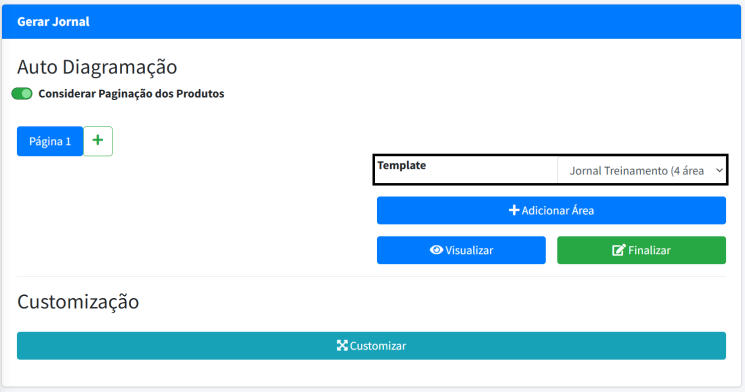 Gerar Jornal
Auto Diagramação
Considerar Paginação dos Produtos
Página 1 +
Template Jornal Treinamento (4 área
+ Adicionar Área
Visualizar Finalizar
Customização
Customizar